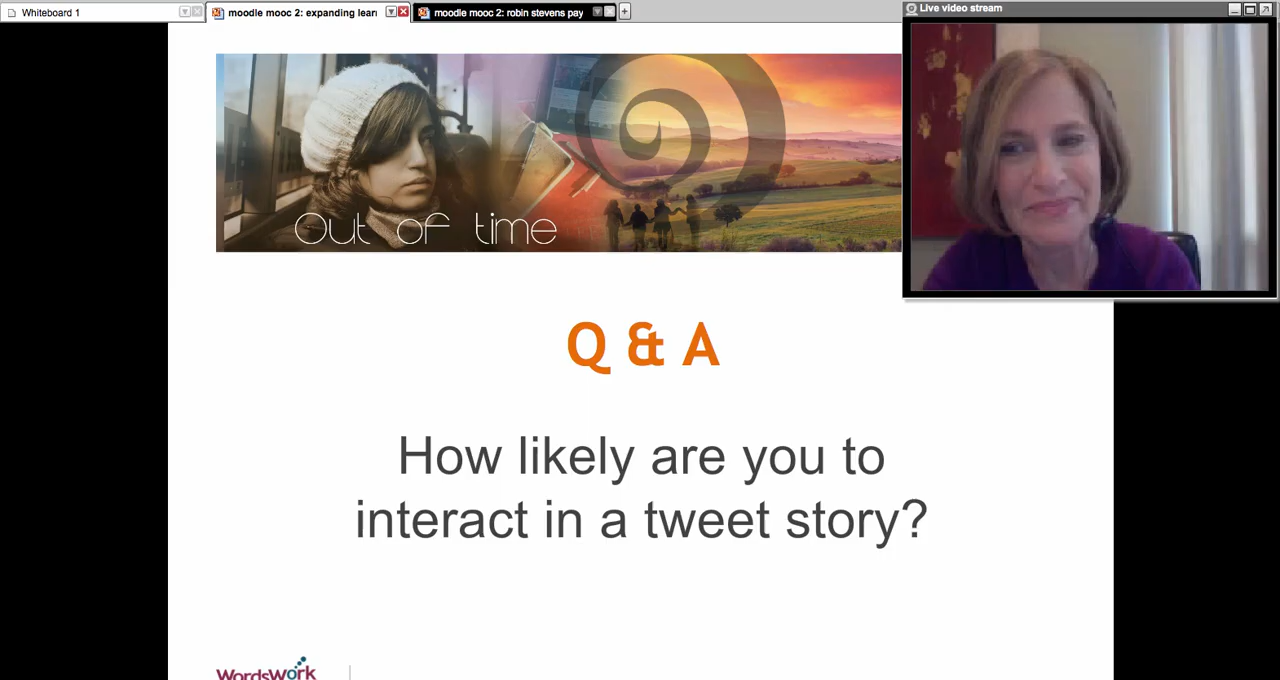 Whiteboard 1
moodle mooc 2: expanding learn
moodle mooc 2: robin stevens pay
Live video stream
Out of time
Q & A
How likely are you to
interact in a tweet story?
WordsWork